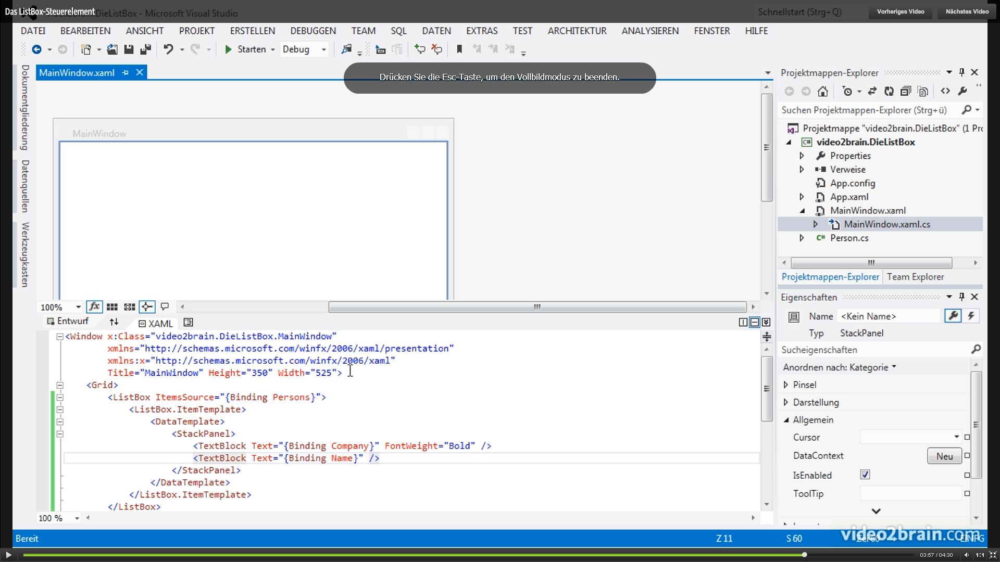 Das ListBox-Steuerelement
video2brain.DieListBox - Microsoft Visual Studio
Schnellstart (Strg+Q)
Vorheriges Video
Nächstes Video
DATEI BEARBEITEN ANSICHT PROJEKT ERSTELLEN DEBUGGEN TEAM SQL DATEN EXTRAS TEST ARCHITEKTUR ANALYSIEREN FENSTER HILFE
Starten Debug
Dokumentgliederung
Datenquellen
Werkzeugkasten
MainWindow.xaml
Drücken Sie die Esc-Taste, um den Vollbildmodus zu beenden.
MainWindow
100%
Entwurf XAML
<Window x:Class="video2brain.DieListBox.MainWindow"
xmlns="http://schemas.microsoft.com/winfx/2006/xaml/presentation"
xmlns:x="http://schemas.microsoft.com/winfx/2006/xaml"
Title="MainWindow" Height="350" Width="525">
<Grid>
<ListBox ItemsSource="{Binding Persons}">
<ListBox.ItemTemplate>
<DataTemplate>
<StackPanel>
<TextBlock Text="{Binding Company}" FontWeight="Bold" />
<TextBlock Text="{Binding Name}" />
</StackPanel>
</DataTemplate>
</ListBox.ItemTemplate>
</ListBox>
100 %
Projektmappen-Explorer
Suchen Projektmappen-Explorer (Strg+ü)
Projektmappe "video2brain.DieListBox" (1 Pro
video2brain.DieListBox
Properties
Verweise
App.config
App.xaml
MainWindow.xaml
MainWindow.xaml.cs
Person.cs
Projektmappen-Explorer Team Explorer
Eigenschaften
Name <Kein Name>
Typ StackPanel
Sucheigenschaften
Anordnen nach: Kategorie
Pinsel
Darstellung
Allgemein
Cursor
DataContext Neu
IsEnabled
ToolTip
Bereit Z 11 S 60
video2brain.com
03:57 / 04:30 1:1